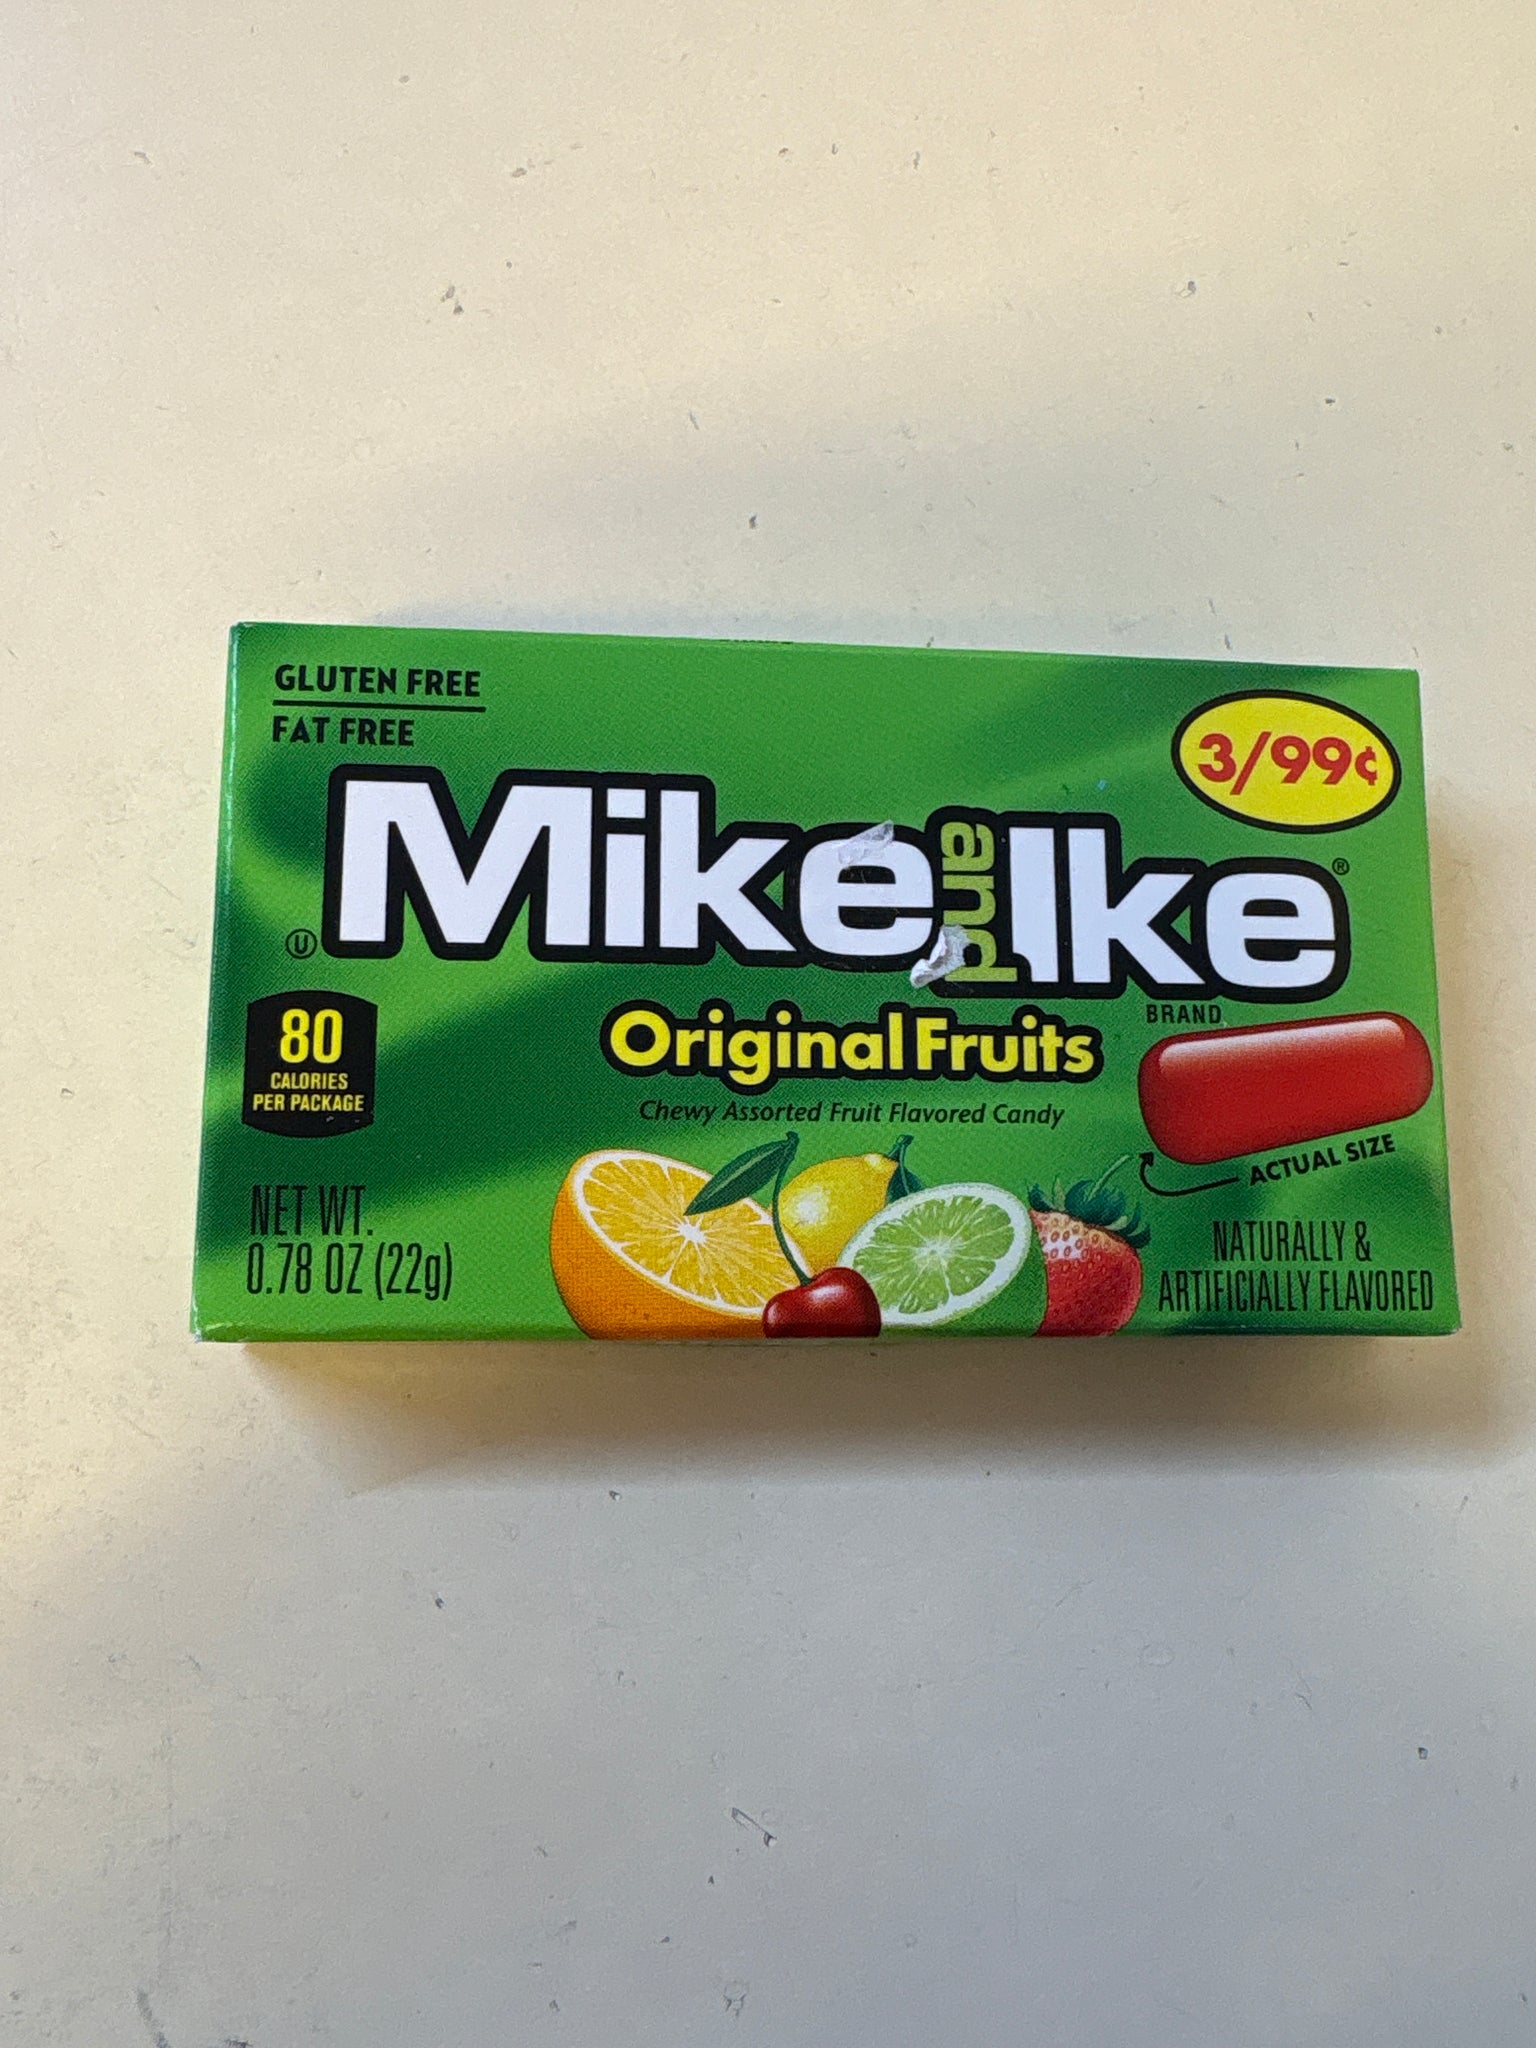 GLUTEN FREE
FAT FREE
3/99¢
Mike and Ike®
Ⓤ
BRAND
Original Fruits
Chewy Assorted Fruit Flavored Candy
80
CALORIES
PER PACKAGE
ACTUAL SIZE
NET WT.
0.78 OZ (22g)
NATURALLY &
ARTIFICIALLY FLAVORED